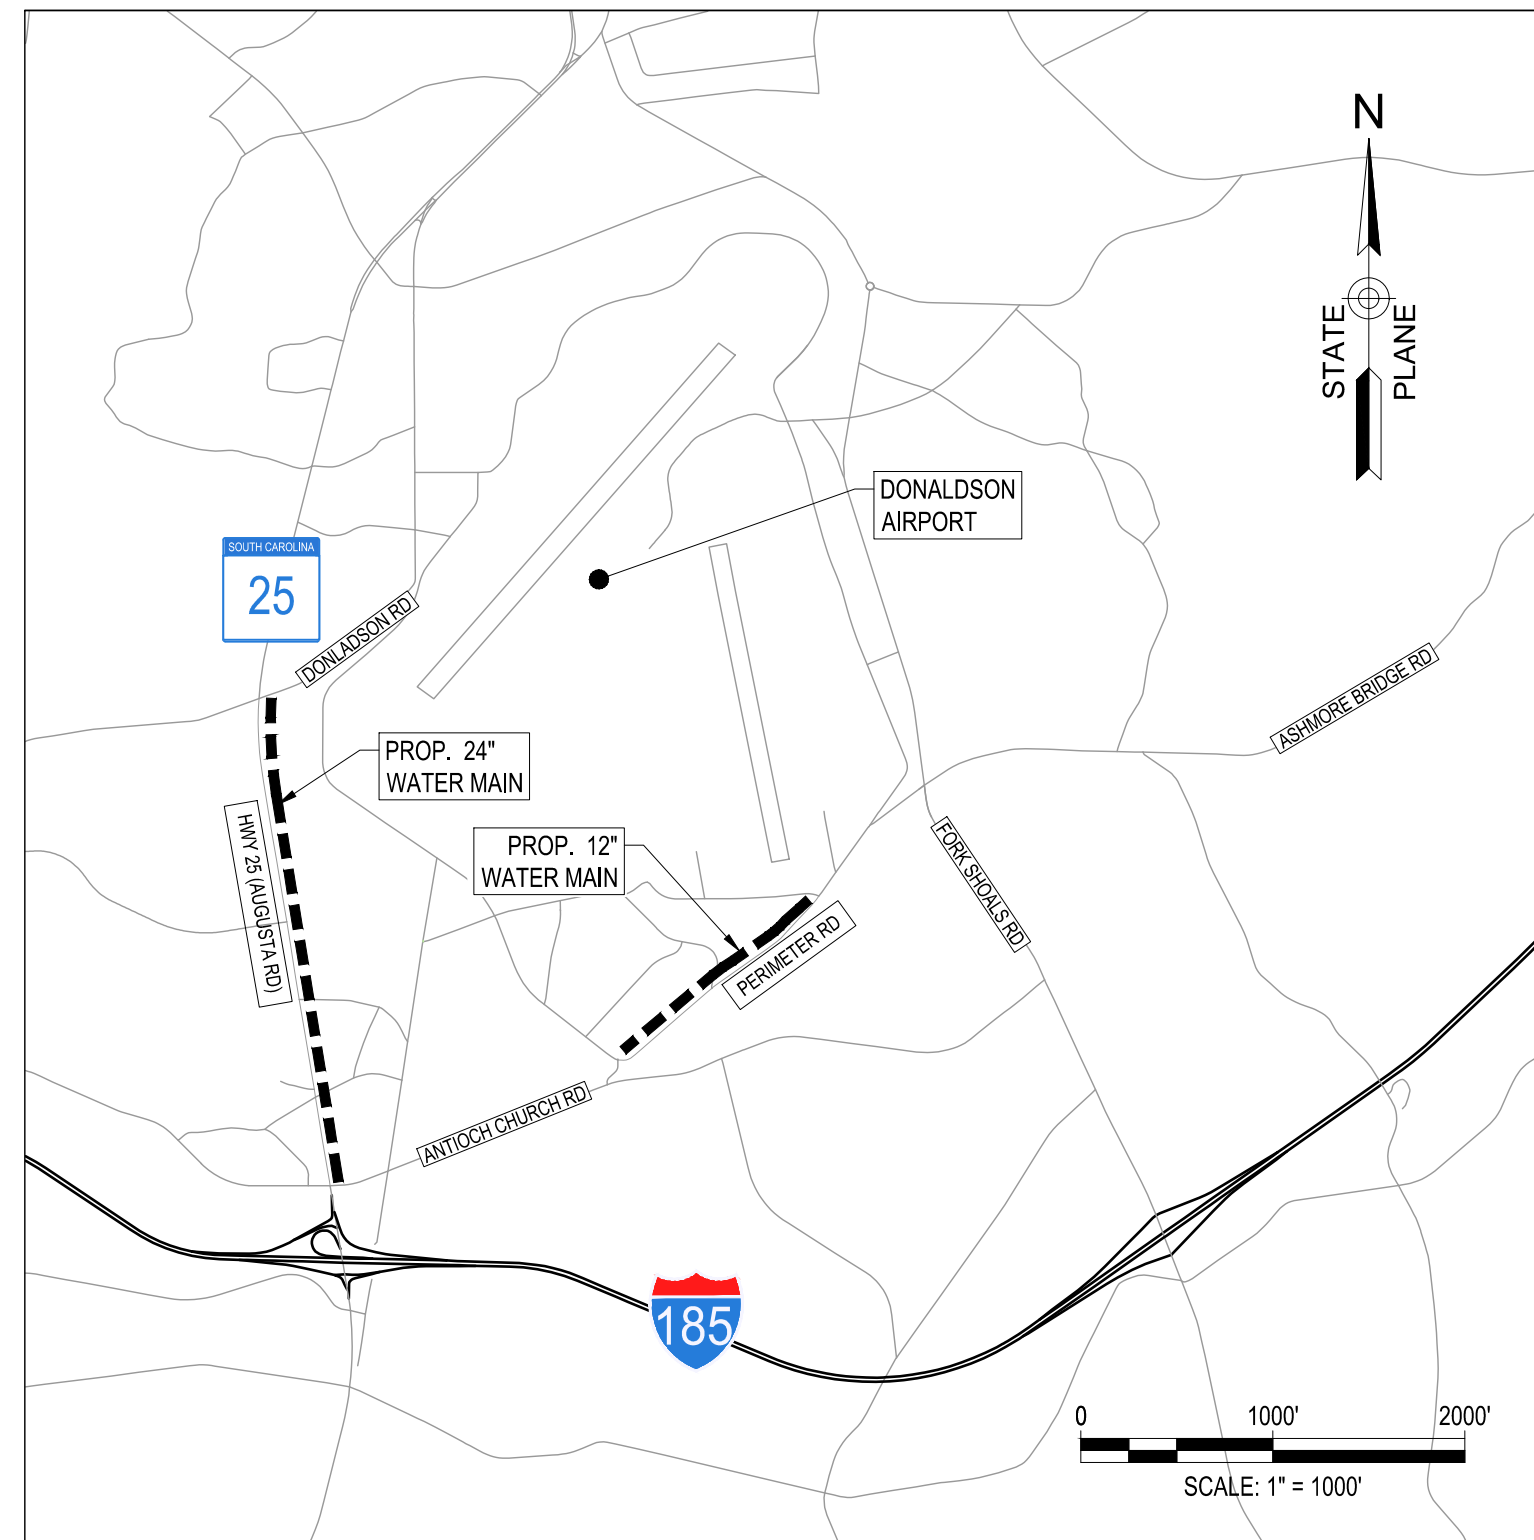 N
STATE
PLANE
DONALDSON
AIRPORT
SOUTH CAROLINA
25
DONLADSON RD
ASHMORE BRIDGE RD
PROP. 24"
WATER MAIN
HWY 25 (AUGUSTA RD)
PROP. 12"
WATER MAIN
FORK SHOALS RD
PERIMETER RD
ANTIOCH CHURCH RD
185
0 1000' 2000'
SCALE: 1" = 1000'